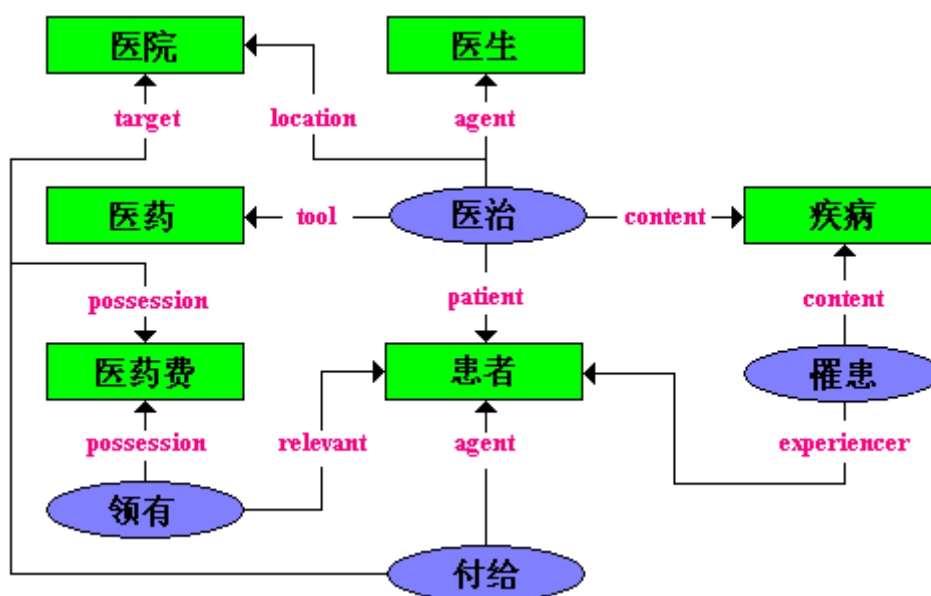 医院
医生
target
location
agent
医药
tool
医治
content
疾病
possession
patient
content
医药费
患者
罹患
possession
relevant
agent
experiencer
领有
付给